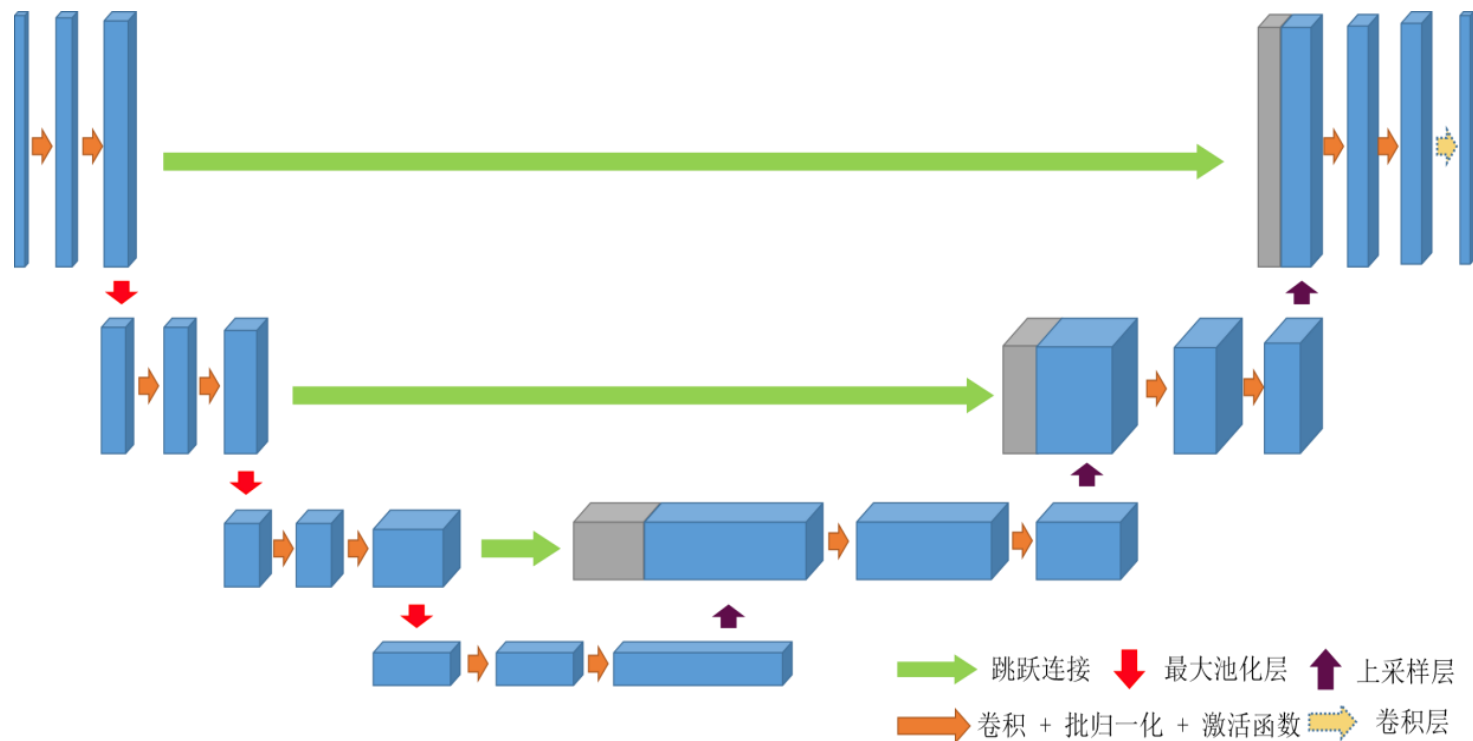 跳跃连接 最大池化层 上采样层
卷积 + 批归一化 + 激活函数 卷积层